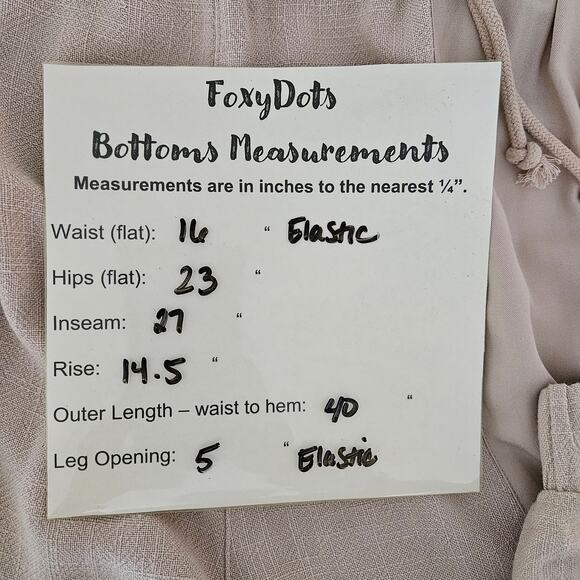 FoxyDots
Bottoms Measurements
Measurements are in inches to the nearest ¼”.
Waist (flat): 16 “ Elastic
Hips (flat): 23 “
Inseam: 27 “
Rise: 14.5 “
Outer Length – waist to hem: 40 “
Leg Opening: 5 “ Elastic